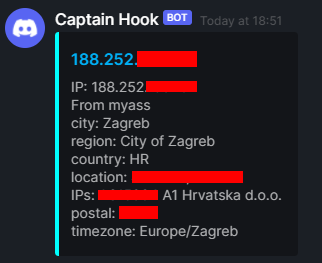 Captain Hook BOT Today at 18:51
188.252.
IP: 188.252.
From myass
city: Zagreb
region: City of Zagreb
country: HR
location:
IPs: A1 Hrvatska d.o.o.
postal:
timezone: Europe/Zagreb